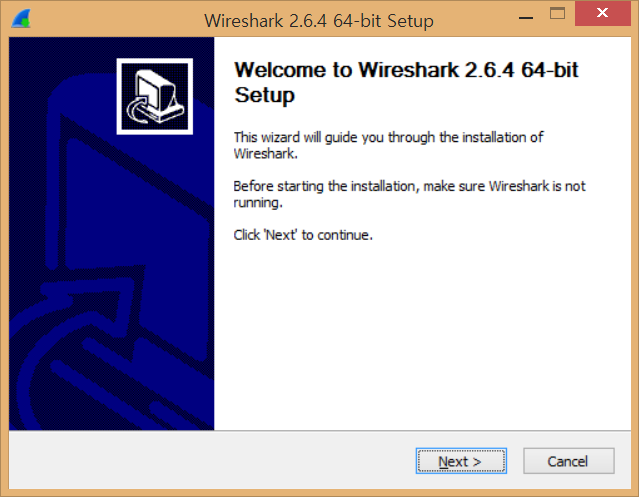 Wireshark 2.6.4 64-bit Setup
Welcome to Wireshark 2.6.4 64-bit
Setup
This wizard will guide you through the installation of
Wireshark.
Before starting the installation, make sure Wireshark is not
running.
Click 'Next' to continue.
Next >
Cancel